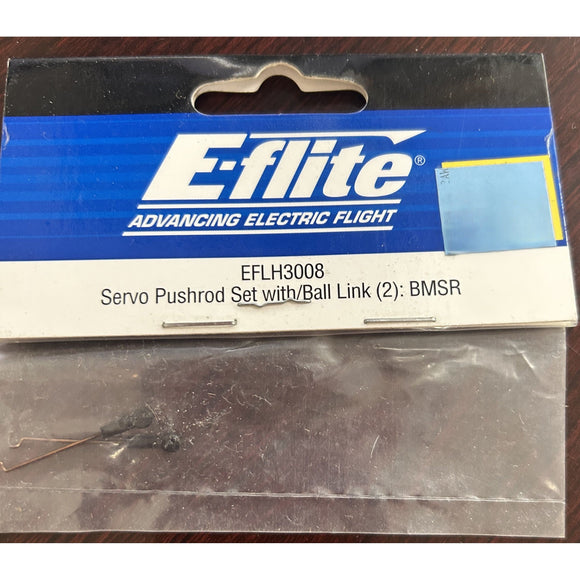 E-flite®
ADVANCING ELECTRIC FLIGHT
EFLH3008
Servo Pushrod Set with/Ball Link (2): BMSR